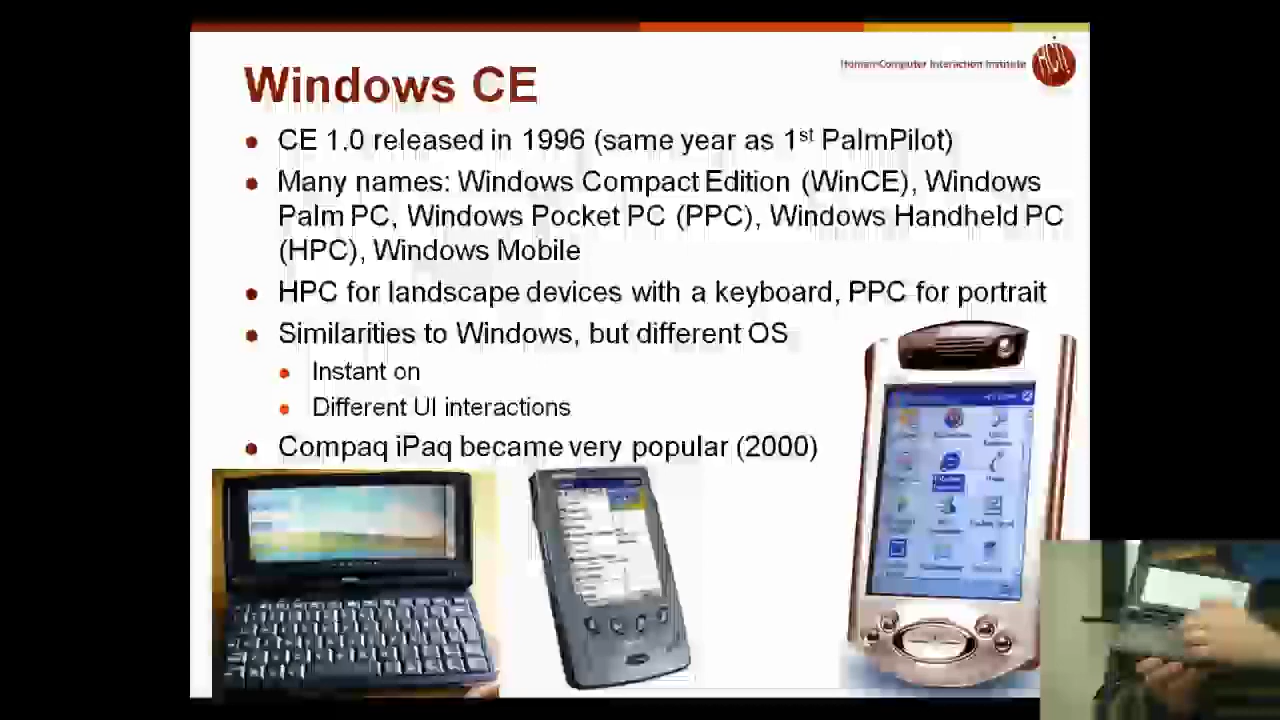 Human-Computer Interaction Institute
HCII
Windows CE
CE 1.0 released in 1996 (same year as 1st PalmPilot)
Many names: Windows Compact Edition (WinCE), Windows
Palm PC, Windows Pocket PC (PPC), Windows Handheld PC
(HPC), Windows Mobile
HPC for landscape devices with a keyboard, PPC for portrait
Similarities to Windows, but different OS
Instant on
Different UI interactions
Compaq iPaq became very popular (2000)